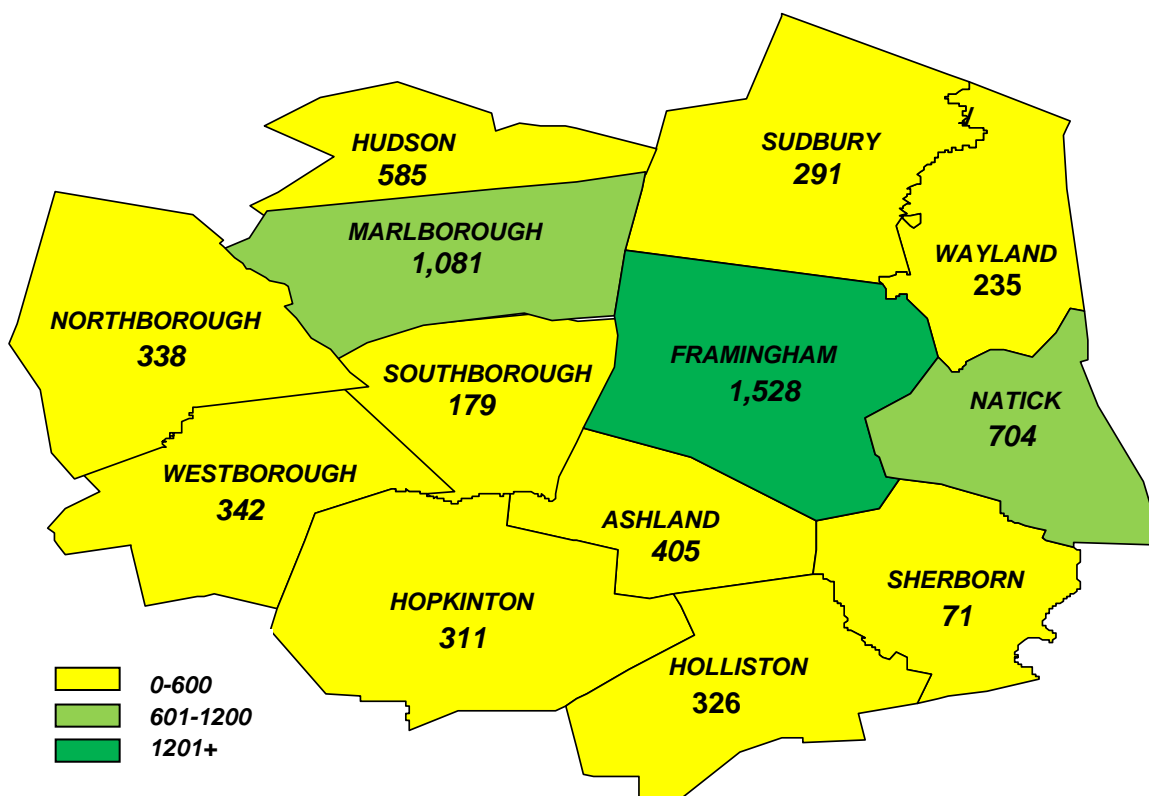 HUDSON
585
SUDBURY
291
MARLBOROUGH
1,081
WAYLAND
235
NORTHBOROUGH
338
FRAMINGHAM
1,528
SOUTHBOROUGH
179
NATICK
704
WESTBOROUGH
342
ASHLAND
405
SHERBORN
71
HOPKINTON
311
HOLLISTON
326
0-600
601-1200
1201+